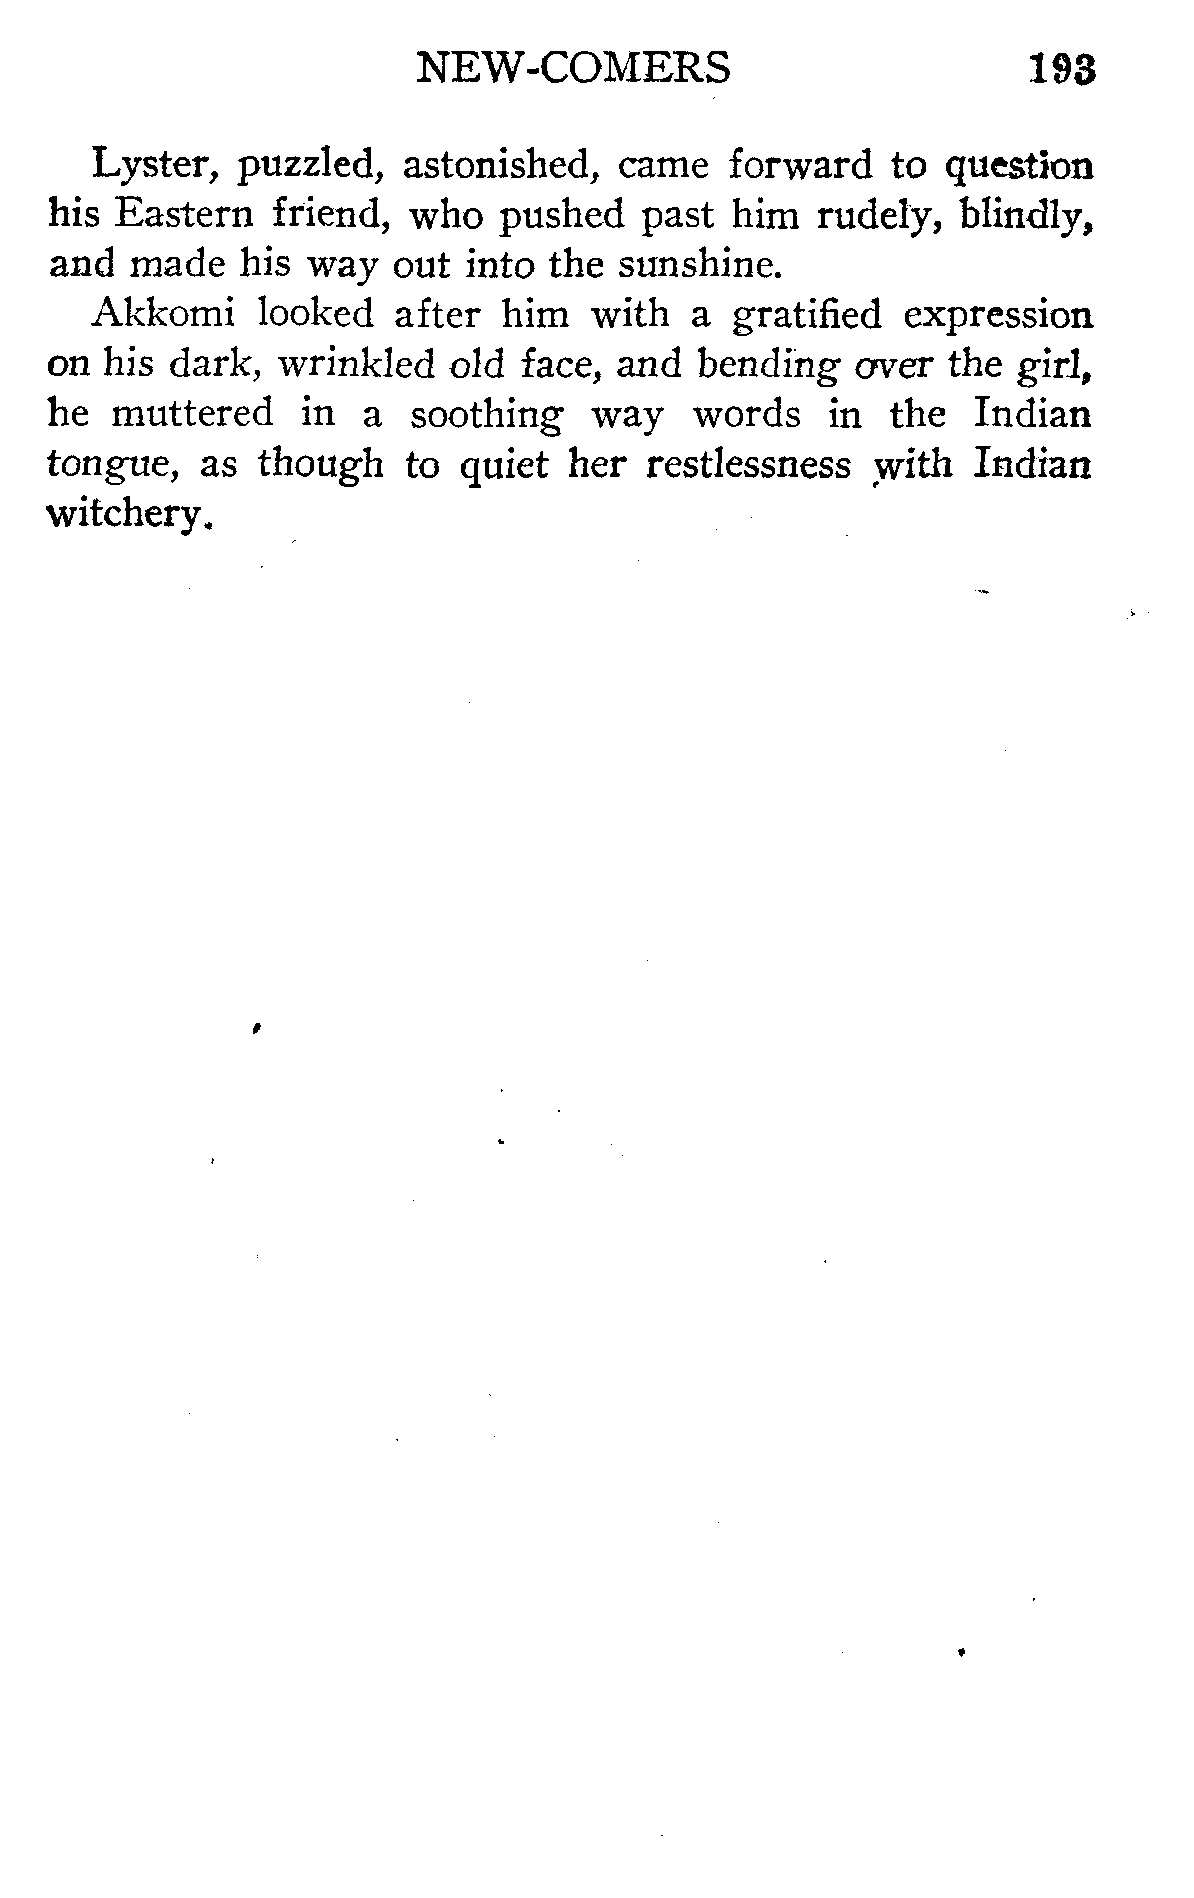 NEW-COMERS 193
Lyster, puzzled, astonished, came forward to question
his Eastern friend, who pushed past him rudely, blindly,
and made his way out into the sunshine.
Akkomi looked after him with a gratified expression
on his dark, wrinkled old face, and bending over the girl,
he muttered in a soothing way words in the Indian
tongue, as though to quiet her restlessness with Indian
witchery.